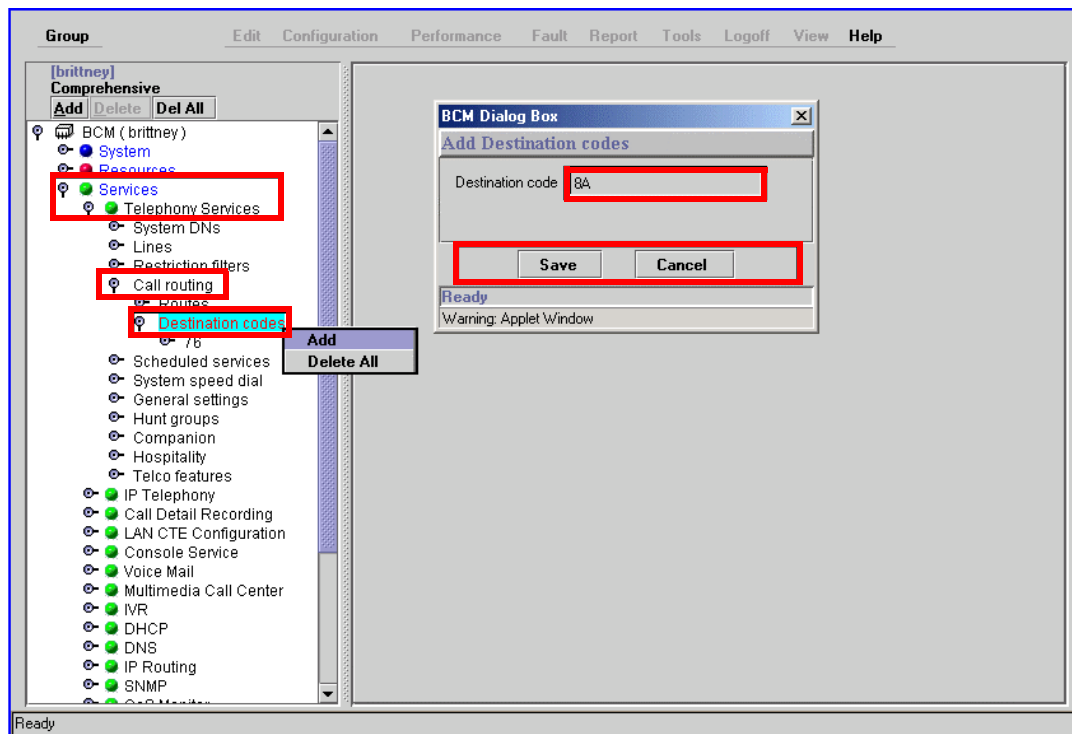 Group Edit Configuration Performance Fault Report Tools Logoff View Help
[brittney]
Comprehensive
Add Delete Del All
BCM ( brittney )
System
Resources
Services
Telephony Services
System DNs
Lines
Restriction filters
Call routing
Routes
Destination codes
76
Scheduled services
System speed dial
General settings
Hunt groups
Companion
Hospitality
Telco features
IP Telephony
Call Detail Recording
LAN CTE Configuration
Console Service
Voice Mail
Multimedia Call Center
IVR
DHCP
DNS
IP Routing
SNMP
QoS Monitor
Add
Delete All
BCM Dialog Box
Add Destination codes
Destination code 8A
Save Cancel
Ready
Warning: Applet Window
Ready